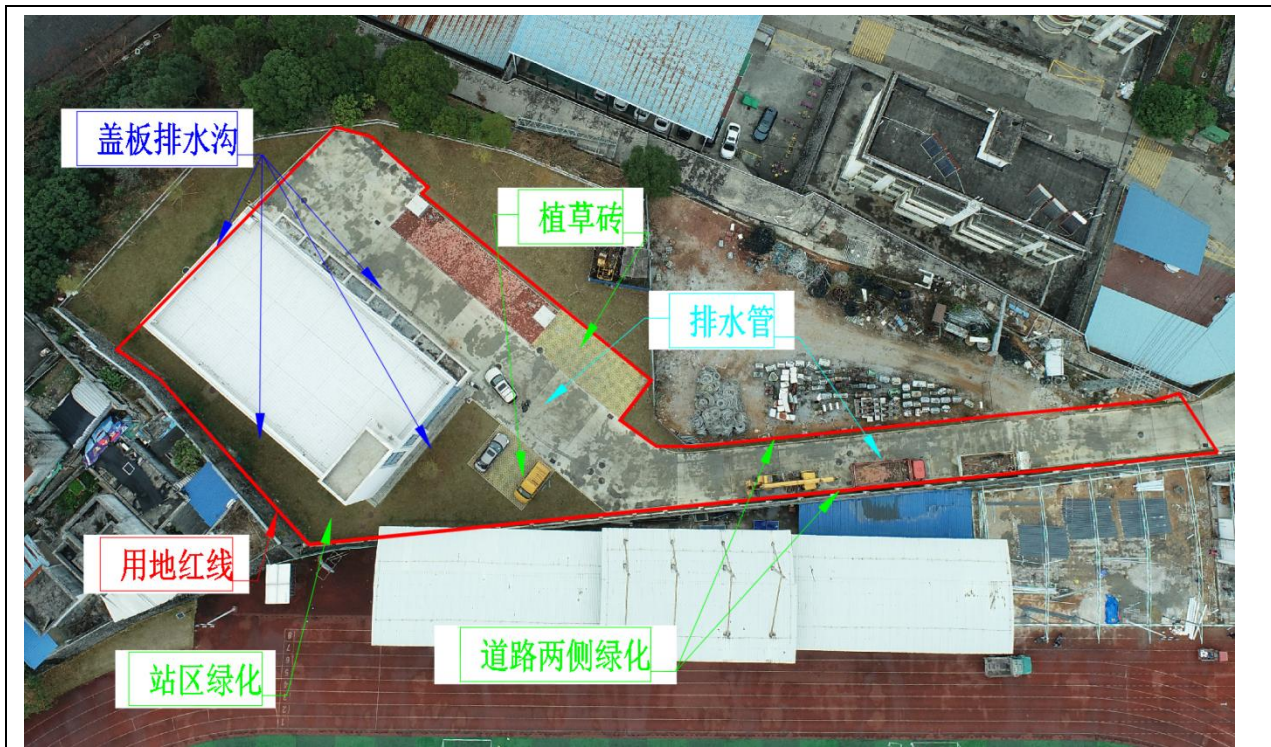 盖板排水沟
植草砖
排水管
用地红线
道路两侧绿化
站区绿化